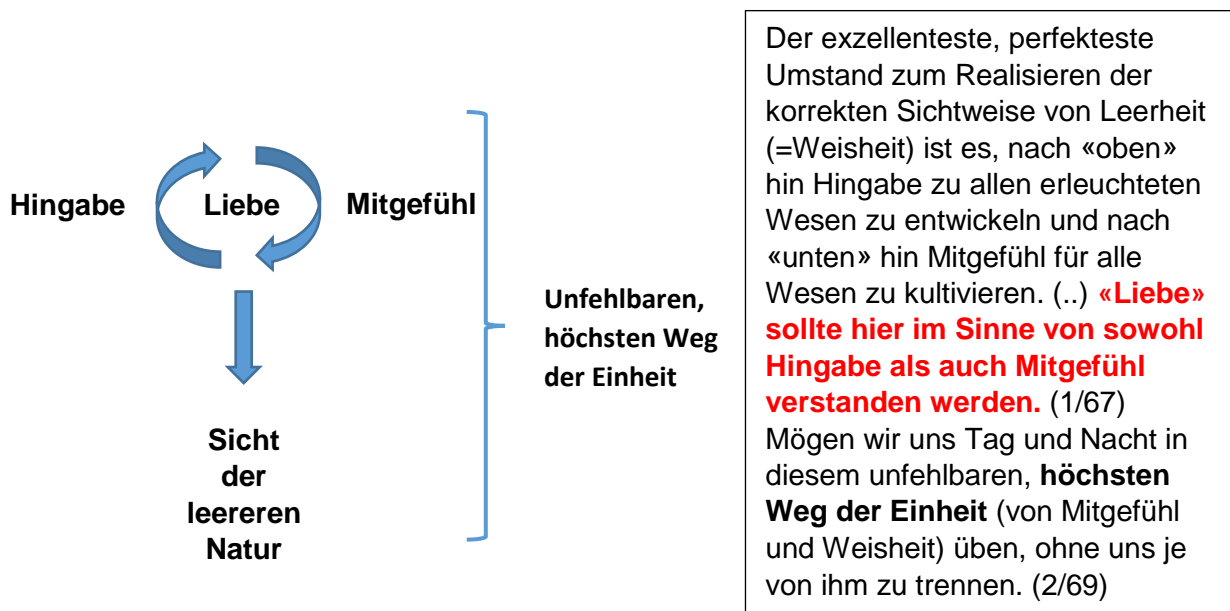 Hingabe
Liebe
Mitgefühl
Sicht
der
leereren
Natur
Unfehlbaren,
höchsten Weg
der Einheit
Der exzellenteste, perfekteste
Umstand zum Realisieren der
korrekten Sichtweise von Leerheit
(=Weisheit) ist es, nach «oben»
hin Hingabe zu allen erleuchteten
Wesen zu entwickeln und nach
«unten» hin Mitgefühl für alle
Wesen zu kultivieren. (..) «Liebe»
sollte hier im Sinne von sowohl
Hingabe als auch Mitgefühl
verstanden werden. (1/67)
Mögen wir uns Tag und Nacht in
diesem unfehlbaren, höchsten
Weg der Einheit (von Mitgefühl
und Weisheit) üben, ohne uns je
von ihm zu trennen. (2/69)